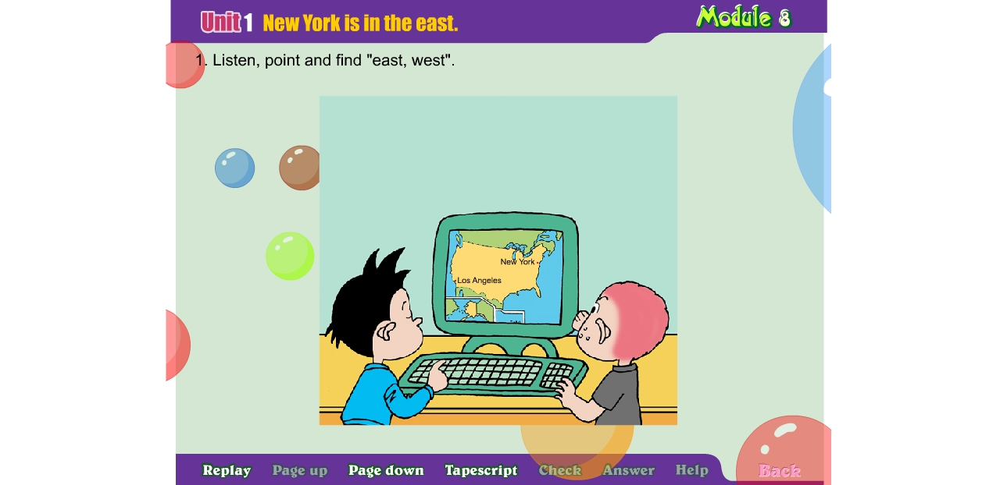 Unit 1 New York is in the east.
Module 8
1. Listen, point and find "east, west".
New York
Los Angeles
Replay Page up Page down Tapescript Check Answer Help Back